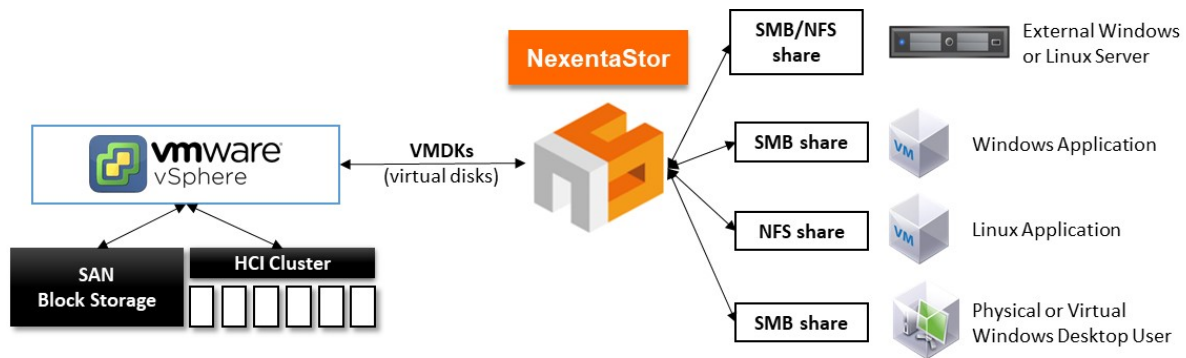 NexentaStor
SMB/NFS
share
External Windows
or Linux Server
vmware
vSphere
VMDKs
(virtual disks)
SMB share
VM
Windows Application
NFS share
VM
Linux Application
SAN
Block Storage
HCI Cluster
SMB share
Physical or Virtual
Windows Desktop User